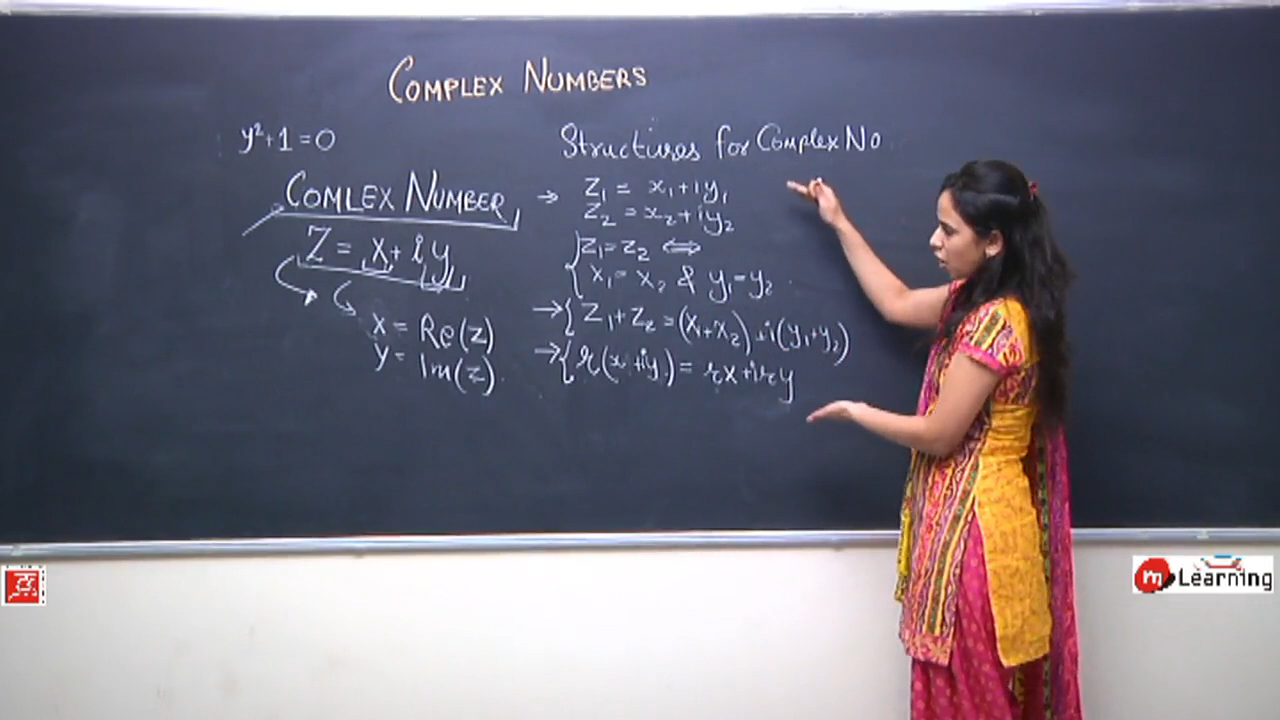 COMPLEX NUMBERS
y²+1=0
COMLEX NUMBER
Z = x + iy
x = Re(z)
y = Im(z)
Structures for Complex No
→ Z₁ = x₁+iy₁
Z₂ = x₂+iy₂
{Z₁=Z₂ ⇔
x₁=x₂ & y₁=y₂
→ { Z₁+Z₂ = (x₁+x₂) +i(y₁+y₂)
→ { r(x+iy) = rx+iry
m Learning